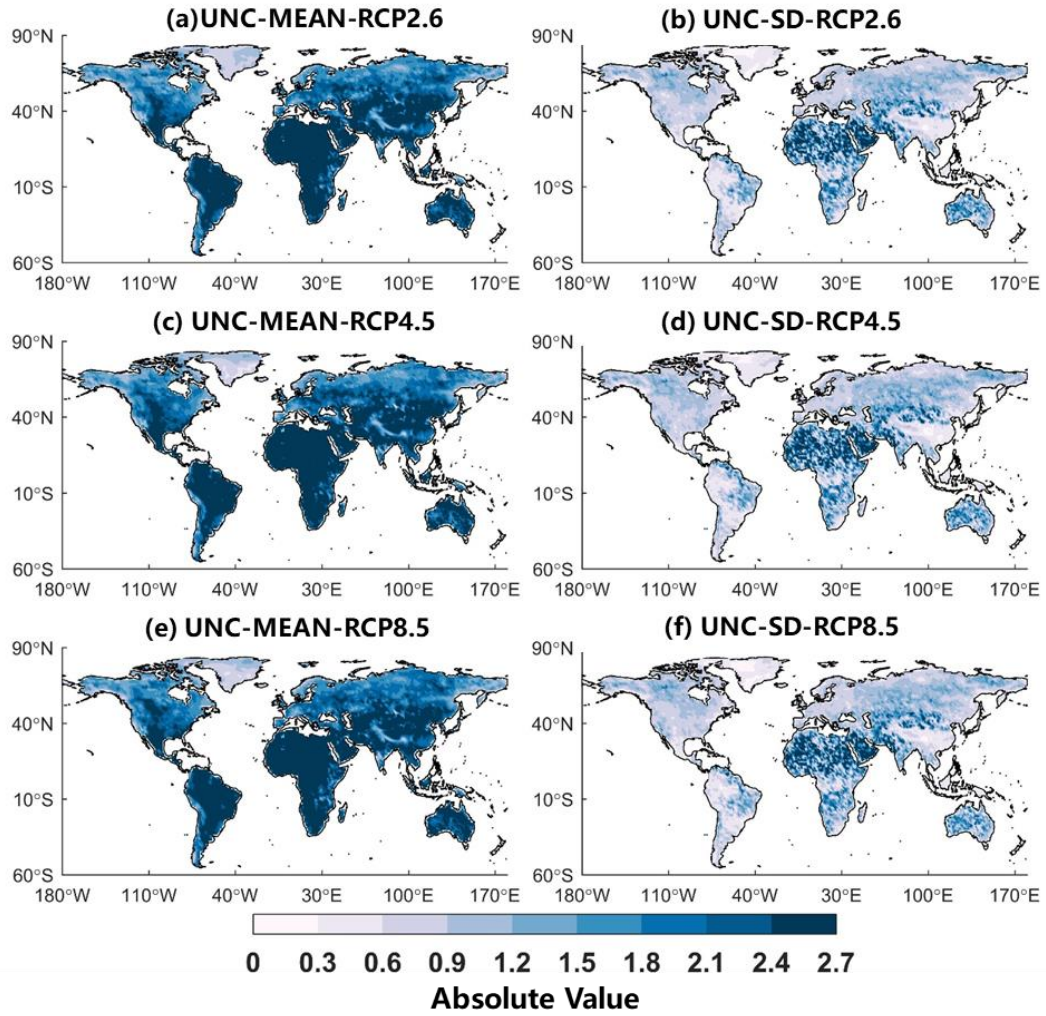 (a)UNC-MEAN-RCP2.6
(b) UNC-SD-RCP2.6
90°N
40°N
10°S
60°S
180°W 110°W 40°W 30°E 100°E 170°E
180°W 110°W 40°W 30°E 100°E 170°E
(c) UNC-MEAN-RCP4.5
(d) UNC-SD-RCP4.5
90°N
90°N
40°N
40°N
10°S
10°S
60°S
60°S
180°W 110°W 40°W 30°E 100°E 170°E
180°W 110°W 40°W 30°E 100°E 170°E
(e) UNC-MEAN-RCP8.5
(f) UNC-SD-RCP8.5
90°N
90°N
40°N
40°N
10°S
10°S
60°S
60°S
180°W 110°W 40°W 30°E 100°E 170°E
180°W 110°W 40°W 30°E 100°E 170°E
0 0.3 0.6 0.9 1.2 1.5 1.8 2.1 2.4 2.7
Absolute Value